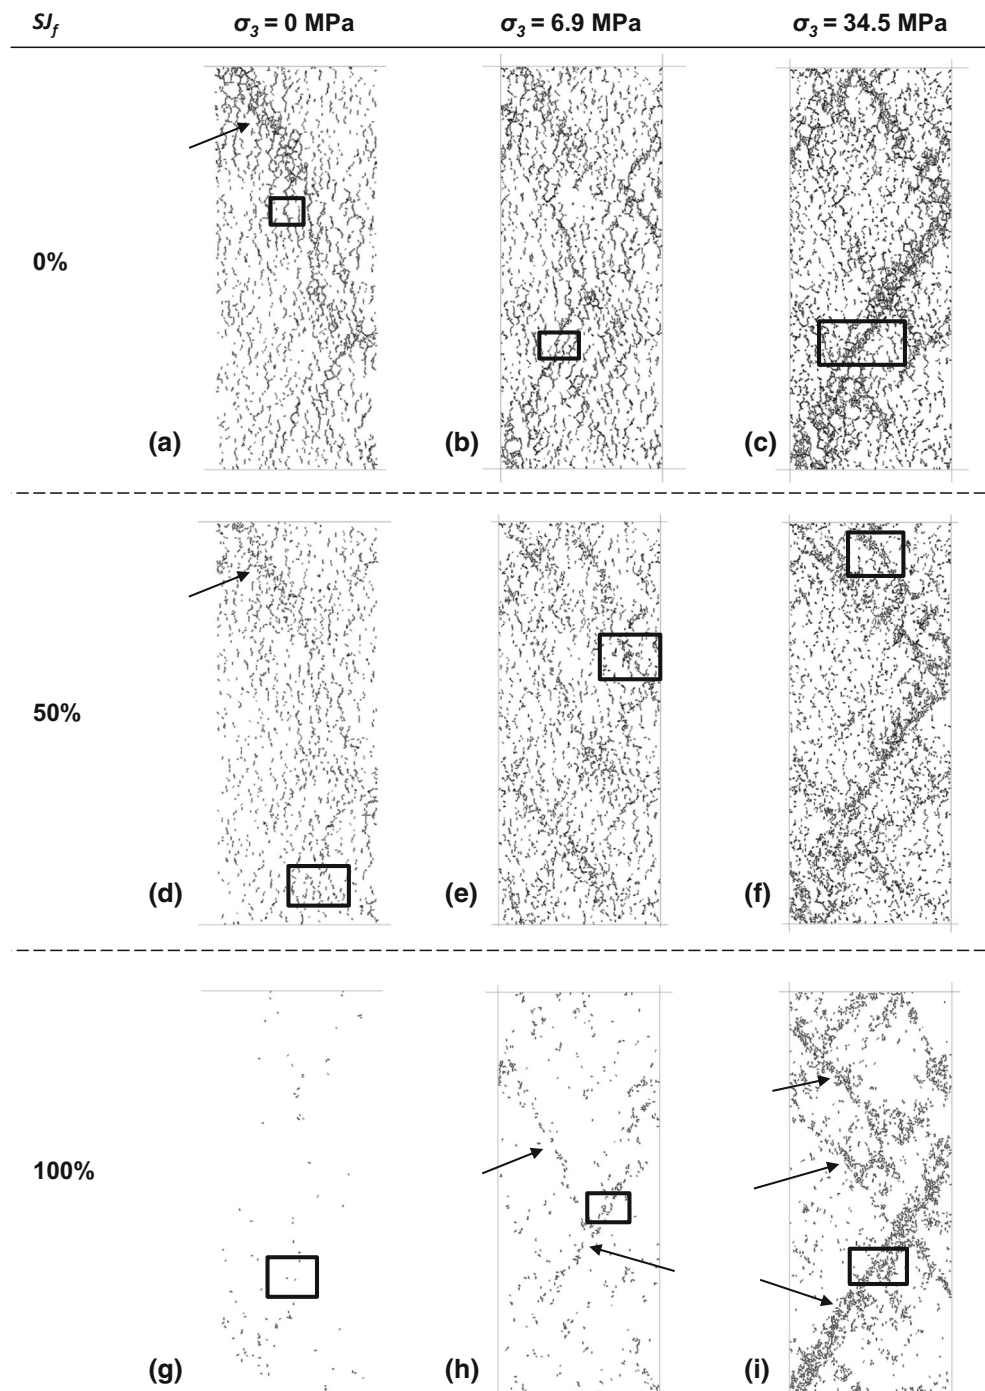 SJf σ3 = 0 MPa σ3 = 6.9 MPa σ3 = 34.5 MPa
0%
(a) (b) (c)
50%
(d) (e) (f)
100%
(g) (h) (i)